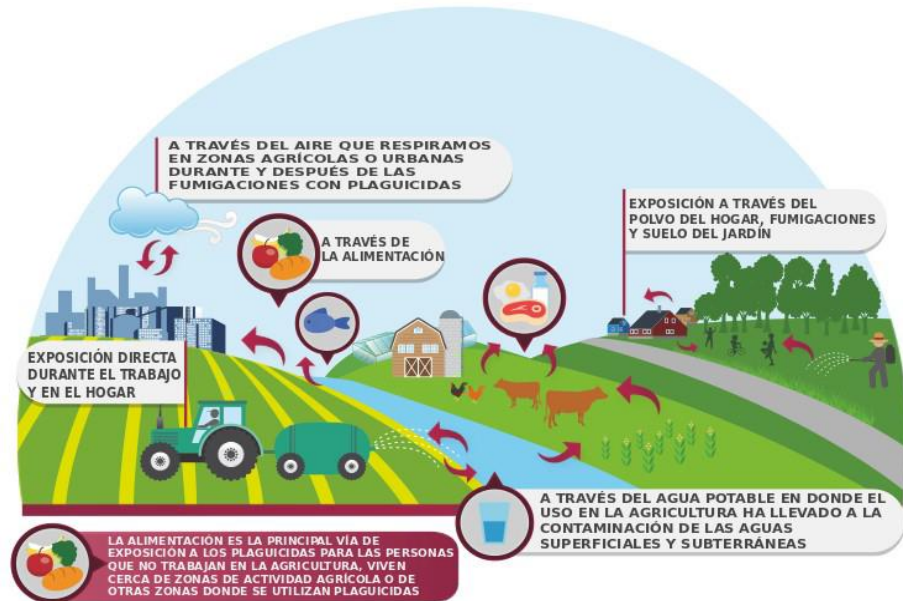 A TRAVÉS DEL AIRE QUE RESPIRAMOS
EN ZONAS AGRÍCOLAS O URBANAS
DURANTE Y DESPUÉS DE LAS
FUMIGACIONES CON PLAGUICIDAS
EXPOSICIÓN A TRAVÉS DEL
POLVO DEL HOGAR, FUMIGACIONES
Y SUELO DEL JARDÍN
A TRAVÉS DE
LA ALIMENTACIÓN
EXPOSICIÓN DIRECTA
DURANTE EL TRABAJO
Y EN EL HOGAR
A TRAVÉS DEL AGUA POTABLE EN DONDE EL
USO EN LA AGRICULTURA HA LLEVADO A LA
CONTAMINACIÓN DE LAS AGUAS
SUPERFICIALES Y SUBTERRÁNEAS
LA ALIMENTACIÓN ES LA PRINCIPAL VÍA DE
EXPOSICIÓN A LOS PLAGUICIDAS PARA LAS PERSONAS
QUE NO TRABAJAN EN LA AGRICULTURA, VIVEN
CERCA DE ZONAS DE ACTIVIDAD AGRÍCOLA O DE
OTRAS ZONAS DONDE SE UTILIZAN PLAGUICIDAS